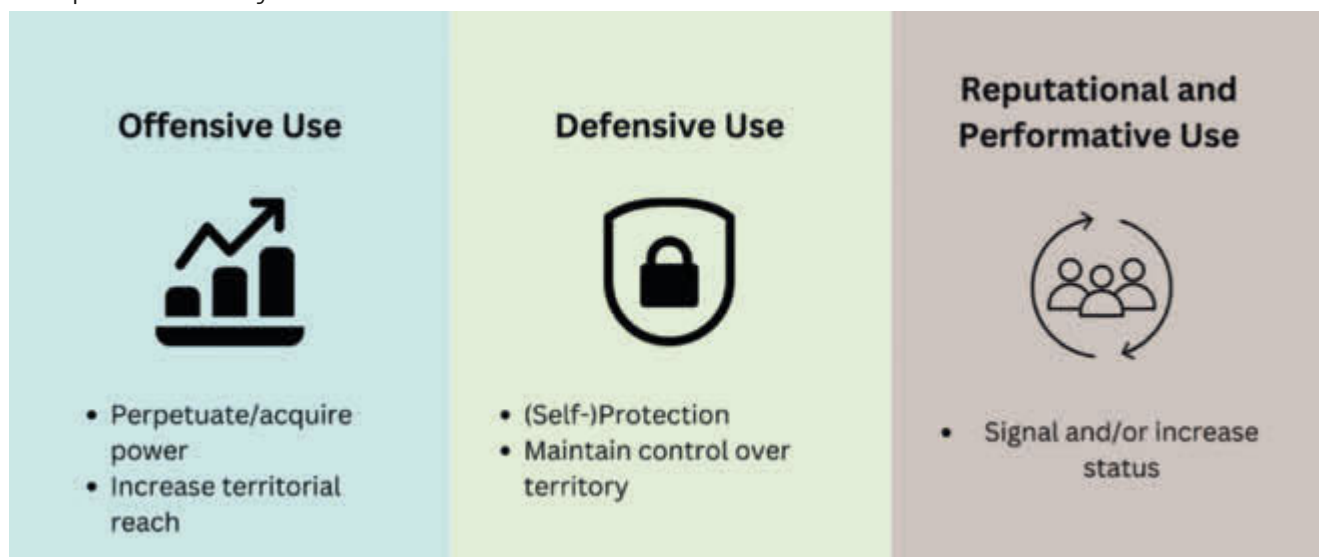 Offensive Use
• Perpetuate/acquire
power
• Increase territorial
reach
Defensive Use
• (Self-)Protection
• Maintain control over
territory
Reputational and
Performative Use
• Signal and/or increase
status